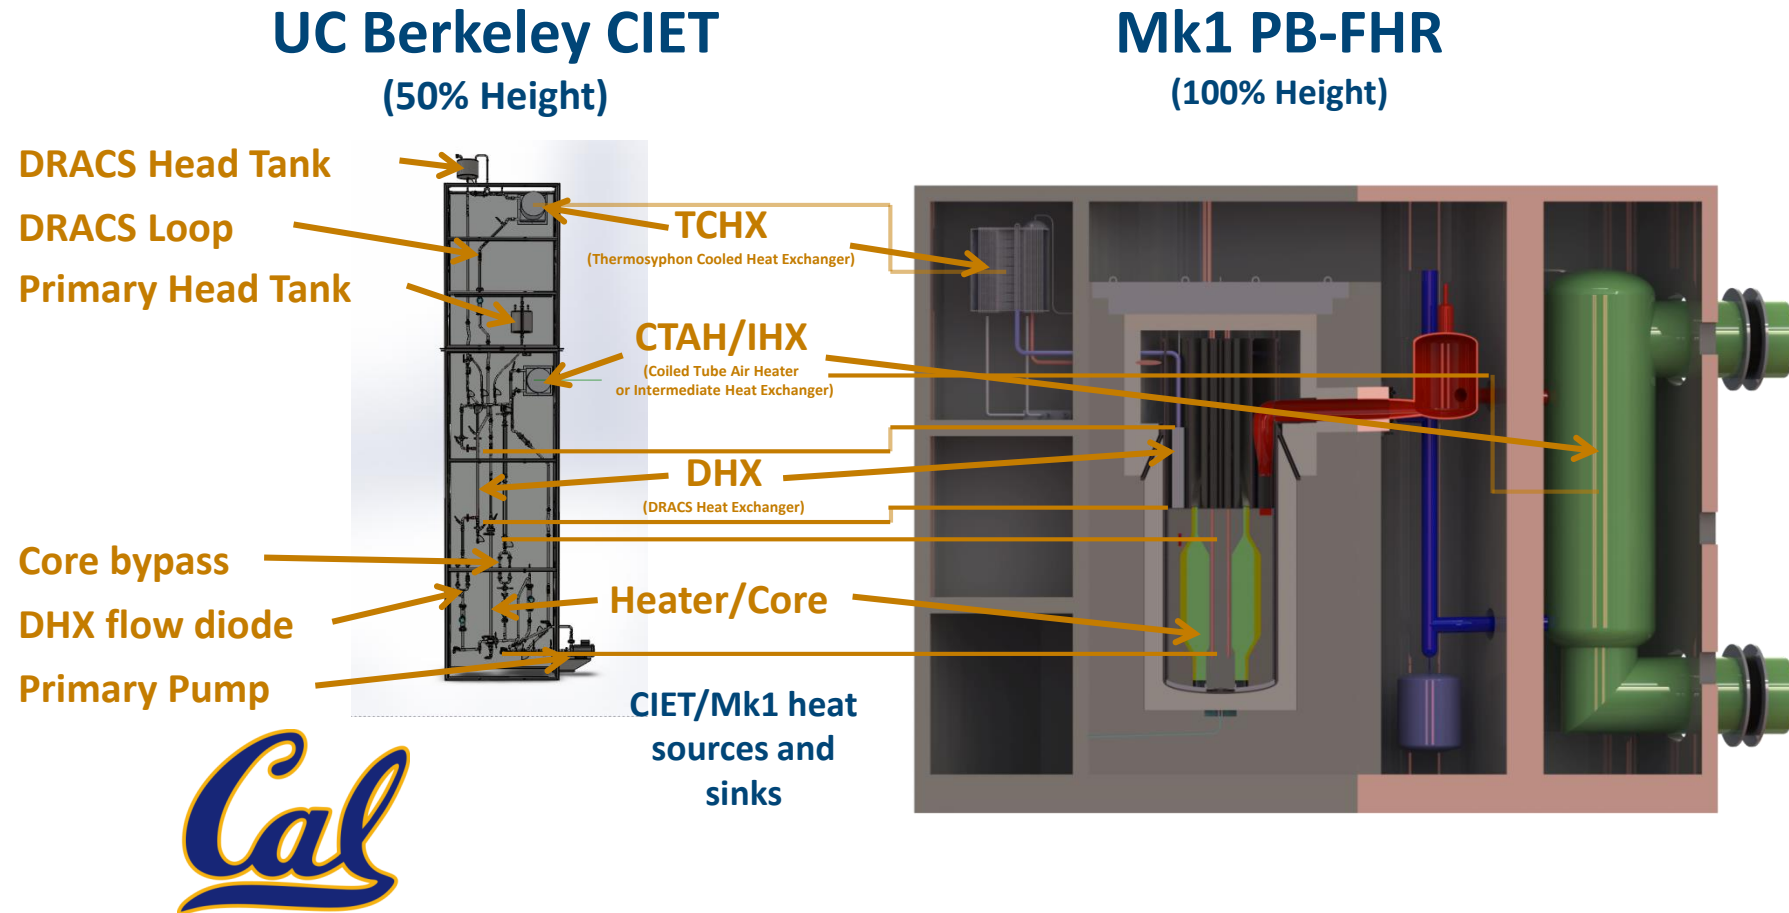 UC Berkeley CIET
(50% Height)
Mk1 PB-FHR
(100% Height)
DRACS Head Tank
DRACS Loop
Primary Head Tank
Core bypass
DHX flow diode
Primary Pump
TCHX
(Thermosyphon Cooled Heat Exchanger)
CTAH/IHX
(Coiled Tube Air Heater
or Intermediate Heat Exchanger)
DHX
(DRACS Heat Exchanger)
Heater/Core
CIET/Mk1 heat
sources and
sinks
Cal